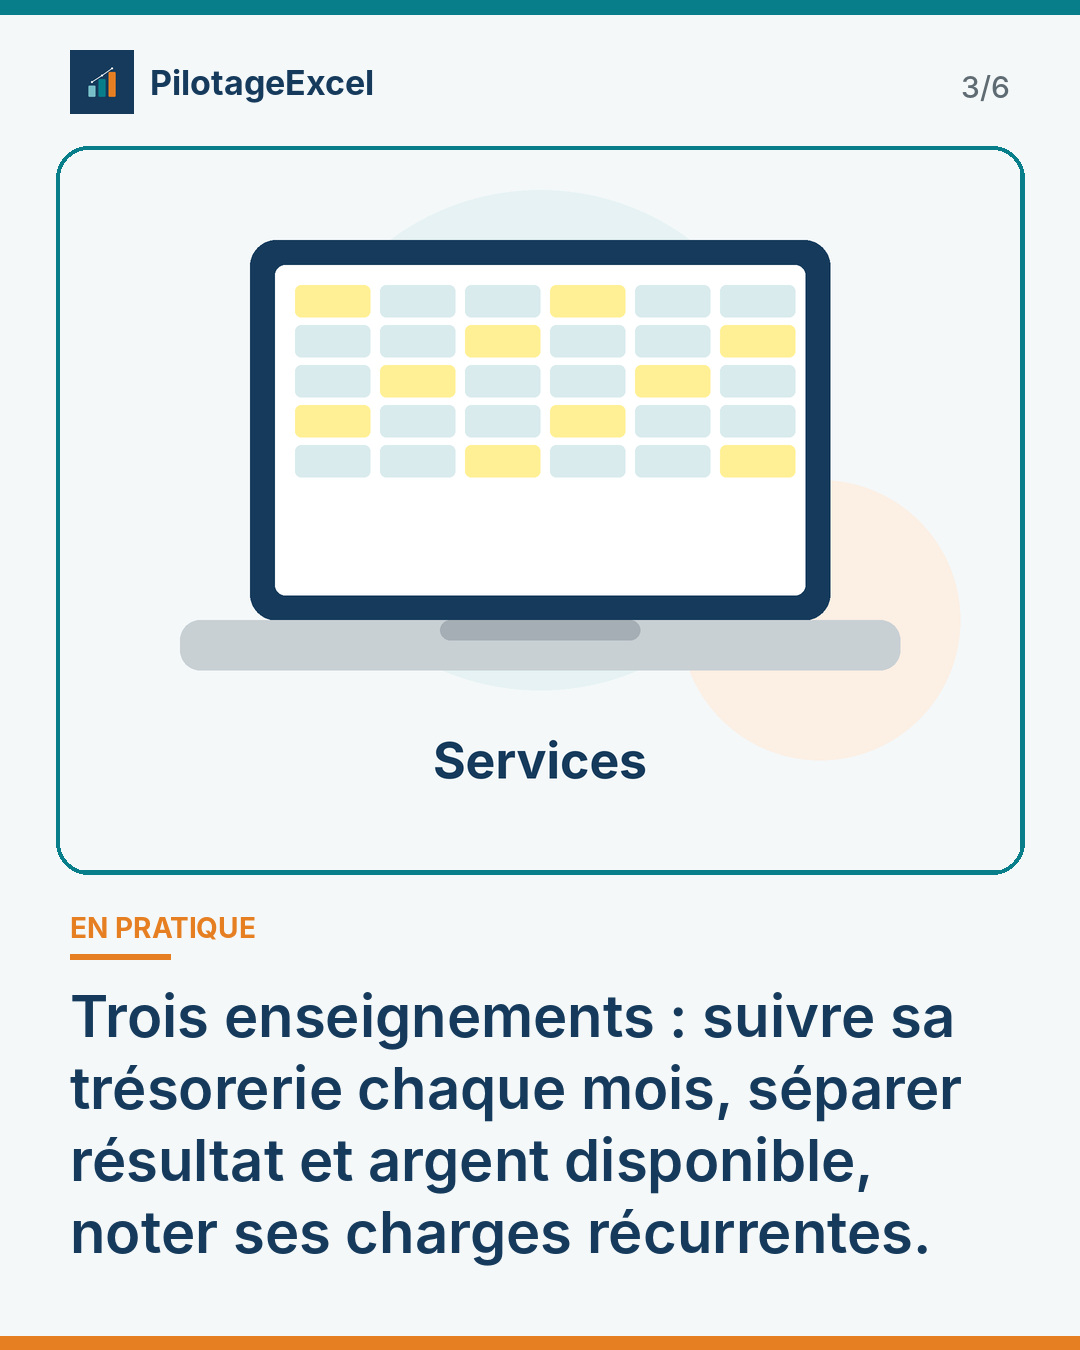 PilotageExcel
3/6
Services
EN PRATIQUE
Trois enseignements : suivre sa
trésorerie chaque mois, séparer
résultat et argent disponible,
noter ses charges récurrentes.